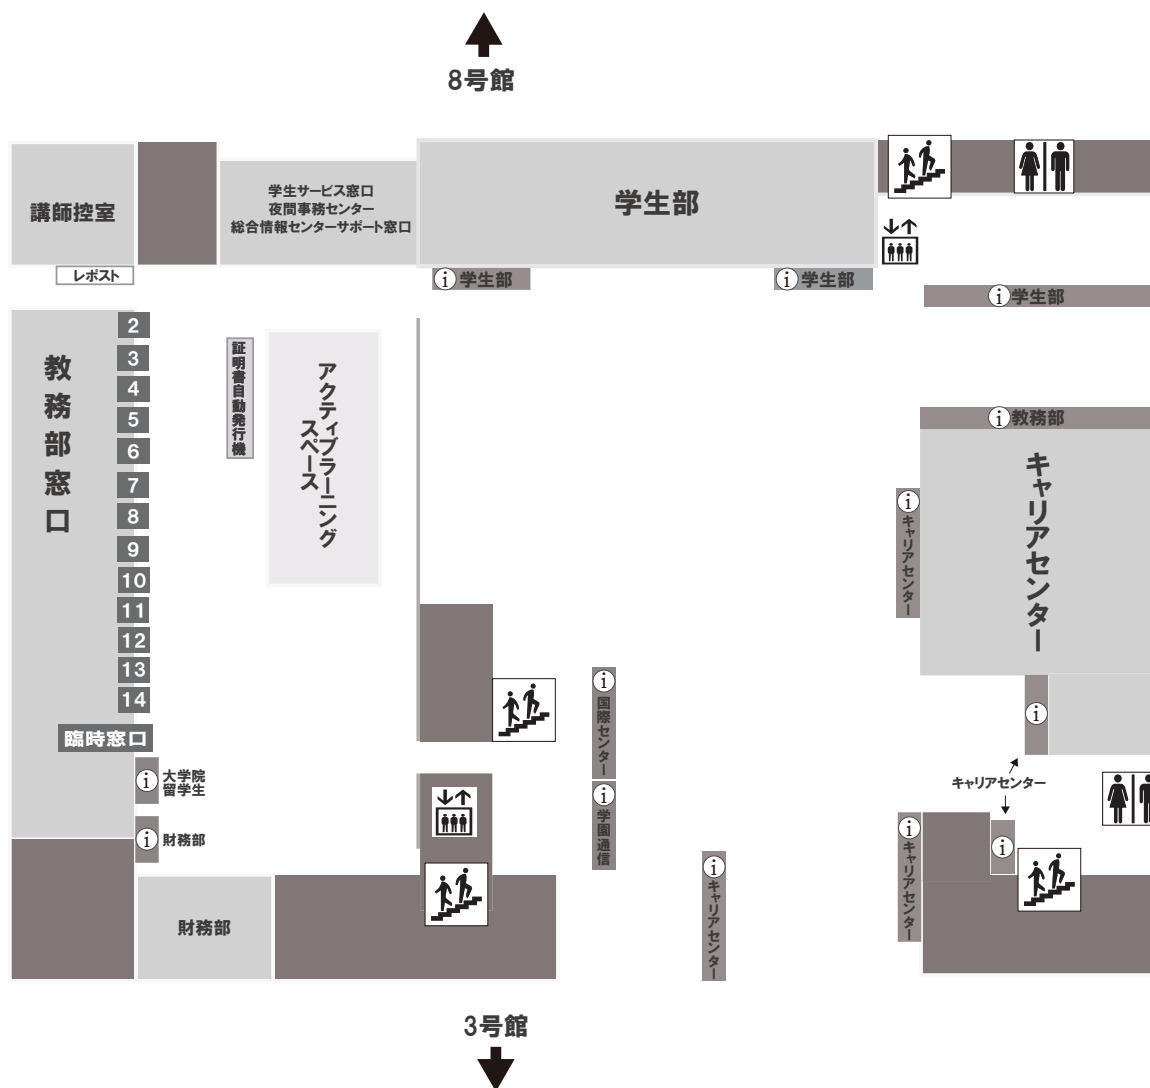 8号館
講師控室
学生サービス窓口
夜間事務センター
総合情報センターサポート窓口
学生部
レポスト
i 学生部
i 学生部
i 学生部
教務部窓口
2
3
4
5
6
7
8
9
10
11
12
13
14
臨時窓口
証明書自動発行機
アクティブラーニング
スペース
i 教務部
キャリアセンター
i キャリアセンター
i 国際センター
i 学園通信
i
キャリアセンター
i
i 大学院
留学生
i 財務部
財務部
i キャリアセンター
i キャリアセンター
3号館